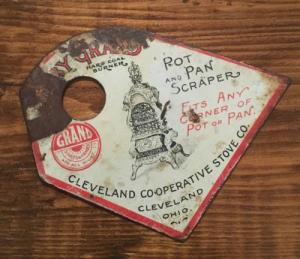 Y GRAND
HARD COAL
BURNER
POT
AND PAN
SCRAPER
FITS ANY
CORNER OF
POT OR PAN.
GRAND
CLEVELAND CO-OPERATIVE STOVE CO.
CLEVELAND
OHIO.